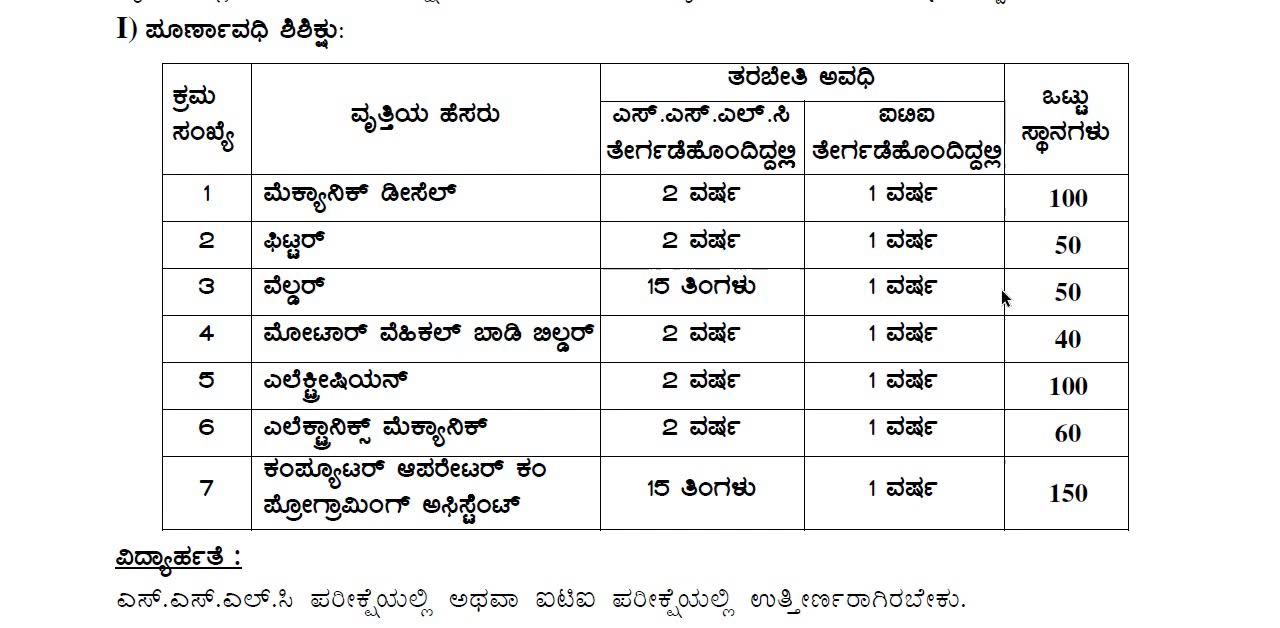 I) ಪೂರ್ಣಾವಧಿ ಶಿಶಿಕ್ಷು:
ಕ್ರಮ ಸಂಖ್ಯೆ ವೃತ್ತಿಯ ಹೆಸರು ತರಬೇತಿ ಅವಧಿ ಒಟ್ಟು ಸ್ಥಾನಗಳು
ಎಸ್.ಎಸ್.ಎಲ್.ಸಿ ಐಟಿಐ
ತೇರ್ಗಡೆಹೊಂದಿದ್ದಲ್ಲಿ ತೇರ್ಗಡೆಹೊಂದಿದ್ದಲ್ಲಿ
1 ಮೆಕ್ಯಾನಿಕ್ ಡೀಸೆಲ್ 2 ವರ್ಷ 1 ವರ್ಷ 100
2 ಫಿಟ್ಟರ್ 2 ವರ್ಷ 1 ವರ್ಷ 50
3 ವೆಲ್ಡರ್ 15 ತಿಂಗಳು 1 ವರ್ಷ 50
4 ಮೋಟಾರ್ ವೆಹಿಕಲ್ ಬಾಡಿ ಬಿಲ್ಡರ್ 2 ವರ್ಷ 1 ವರ್ಷ 40
5 ಎಲೆಕ್ಟ್ರೀಷಿಯನ್ 2 ವರ್ಷ 1 ವರ್ಷ 100
6 ಎಲೆಕ್ಟ್ರಾನಿಕ್ಸ್ ಮೆಕ್ಯಾನಿಕ್ 2 ವರ್ಷ 1 ವರ್ಷ 60
7 ಕಂಪ್ಯೂಟರ್ ಆಪರೇಟರ್ ಕಂ
ಪ್ರೋಗ್ರಾಮಿಂಗ್ ಅಸಿಸ್ಟೆಂಟ್ 15 ತಿಂಗಳು 1 ವರ್ಷ 150
ವಿದ್ಯಾರ್ಹತೆ :
ಎಸ್.ಎಸ್.ಎಲ್.ಸಿ ಪರೀಕ್ಷೆಯಲ್ಲಿ ಅಥವಾ ಐಟಿಐ ಪರೀಕ್ಷೆಯಲ್ಲಿ ಉತ್ತೀರ್ಣರಾಗಿರಬೇಕು.